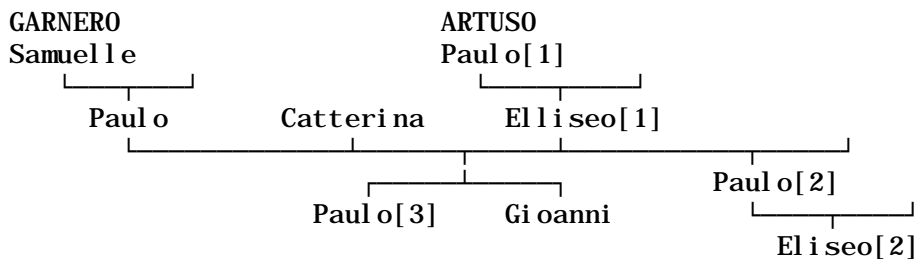 GARNERO ARTUSO
Samuelle Paulo[1]
Paulo Catterina Elliseo[1]
Paulo[2]
Paulo[3] Gioanni
Eliseo[2]